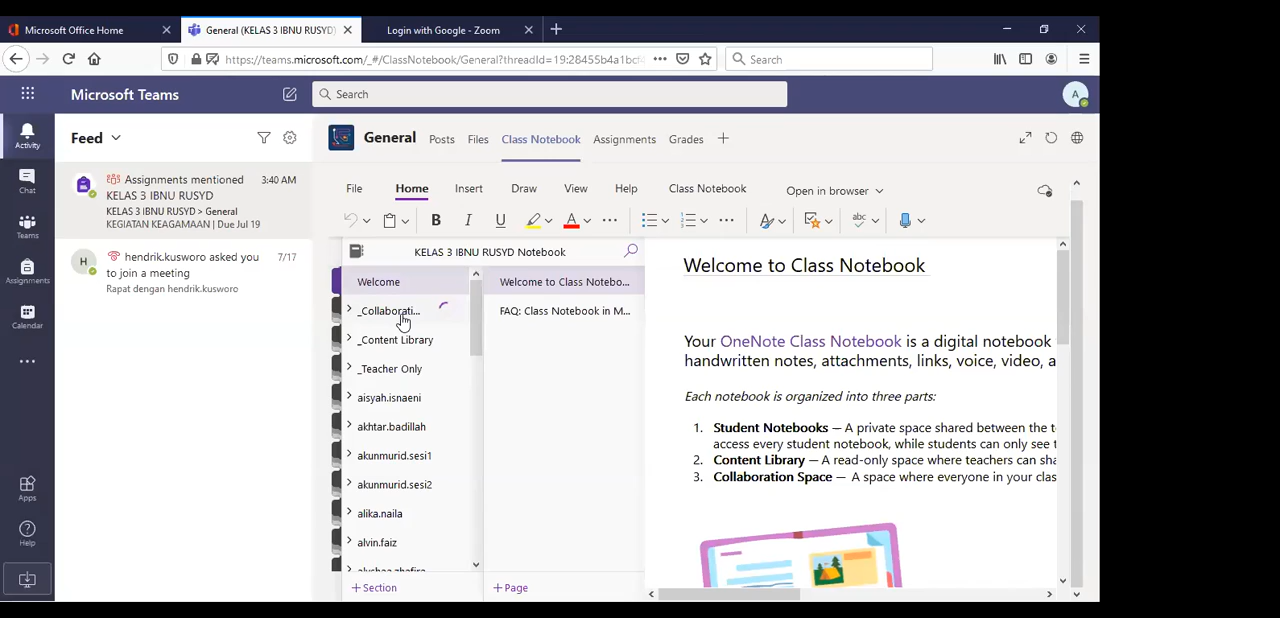 Microsoft Office Home
General (KELAS 3 IBNU RUSYD)
Login with Google - Zoom
https://teams.microsoft.com/_#/ClassNotebook/General?threadId=19:28455b4a1bcf
Search
Microsoft Teams
Search
A
Activity
Chat
Teams
Assignments
Calendar
Apps
Help
Feed
Assignments mentioned 3:40 AM
KELAS 3 IBNU RUSYD
KELAS 3 IBNU RUSYD > General
KEGIATAN KEAGAMAAN | Due Jul 19
H
hendrik.kusworo asked you 7/17
to join a meeting
Rapat dengan hendrik.kusworo
General Posts Files Class Notebook Assignments Grades
File Home Insert Draw View Help Class Notebook Open in browser
B I U A abc
KELAS 3 IBNU RUSYD Notebook
Welcome
_Collaborati...
_Content Library
_Teacher Only
aisyah.isnaeni
akhtar.badillah
akunmurid.sesi1
akunmurid.sesi2
alika.naila
alvin.faiz
+ Section
Welcome to Class Notebo...
FAQ: Class Notebook in M...
+ Page
Welcome to Class Notebook
Your OneNote Class Notebook is a digital notebook
handwritten notes, attachments, links, voice, video, a
Each notebook is organized into three parts:
1. Student Notebooks — A private space shared between the t
access every student notebook, while students can only see t
2. Content Library — A read-only space where teachers can sha
3. Collaboration Space — A space where everyone in your clas